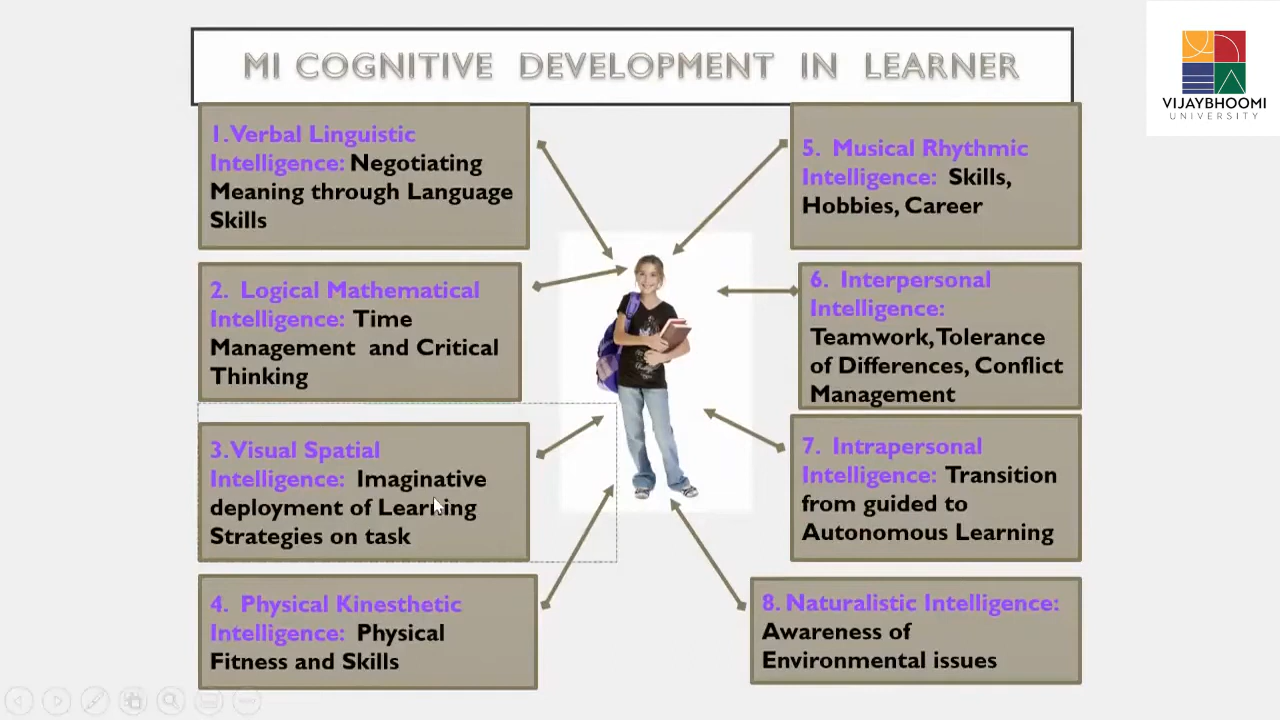 MI COGNITIVE DEVELOPMENT IN LEARNER
VIJAYBHOOMI
UNIVERSITY
1. Verbal Linguistic
Intelligence: Negotiating
Meaning through Language
Skills
2. Logical Mathematical
Intelligence: Time
Management and Critical
Thinking
3. Visual Spatial
Intelligence: Imaginative
deployment of Learning
Strategies on task
4. Physical Kinesthetic
Intelligence: Physical
Fitness and Skills
5. Musical Rhythmic
Intelligence: Skills,
Hobbies, Career
6. Interpersonal
Intelligence:
Teamwork, Tolerance
of Differences, Conflict
Management
7. Intrapersonal
Intelligence: Transition
from guided to
Autonomous Learning
8. Naturalistic Intelligence:
Awareness of
Environmental issues